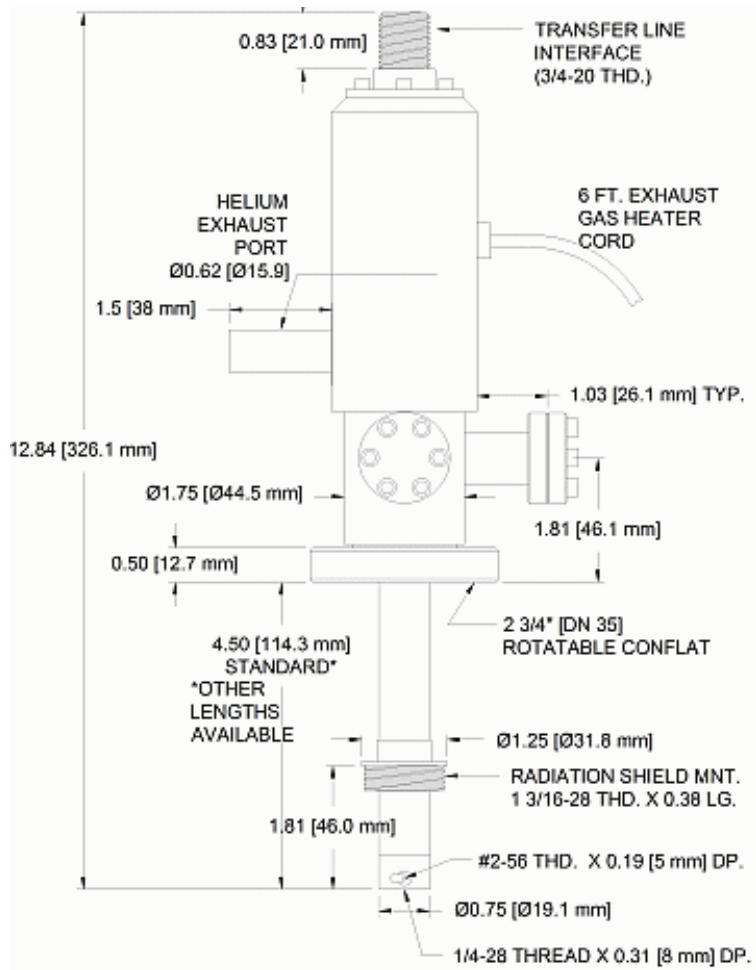 0.83 [21.0 mm]
TRANSFER LINE
INTERFACE
(3/4-20 THD.)
HELIUM
EXHAUST
PORT
Ø0.62 [Ø15.9]
6 FT. EXHAUST
GAS HEATER
CORD
1.5 [38 mm]
1.03 [26.1 mm] TYP.
12.84 [326.1 mm]
Ø1.75 [Ø44.5 mm]
1.81 [46.1 mm]
0.50 [12.7 mm]
2 3/4" [DN 35]
ROTATABLE CONFLAT
4.50 [114.3 mm]
STANDARD*
*OTHER
LENGTHS
AVAILABLE
Ø1.25 [Ø31.8 mm]
RADIATION SHIELD MNT.
1 3/16-28 THD. X 0.38 LG.
1.81 [46.0 mm]
#2-56 THD. X 0.19 [5 mm] DP.
Ø0.75 [Ø19.1 mm]
1/4-28 THREAD X 0.31 [8 mm] DP.